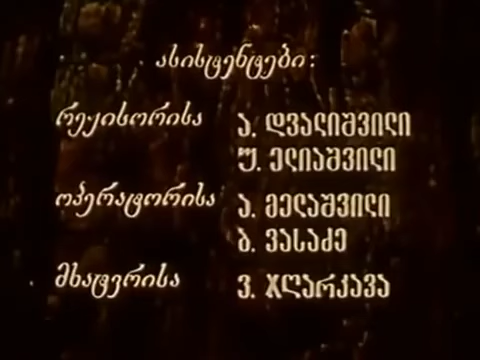 ასისტენტები:
რეჟისორისა ა. დვალიშვილი
უ. ელიაშვილი
ოპერატორისა ა. მელაშვილი
ბ. ვასაძე
მხატვრისა ვ. ჯღარკავა